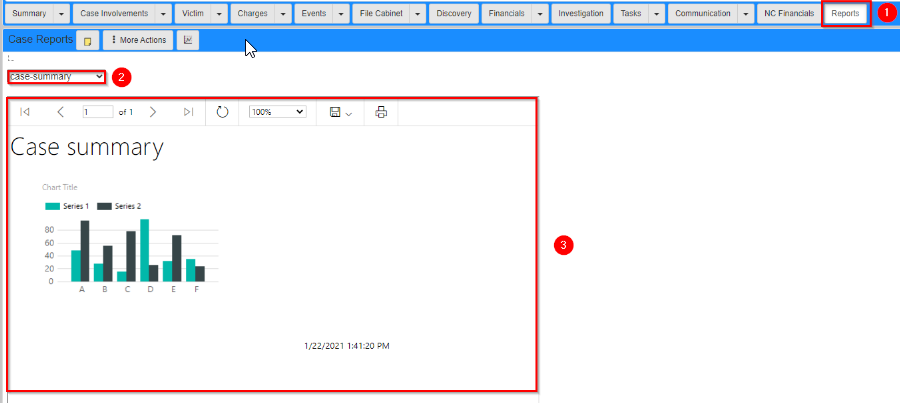 Summary Case Involvements Victim Charges Events File Cabinet Discovery Financials Investigation Tasks Communication NC Financials Reports 1
Case Reports More Actions
case-summary 2
1 of 1 100%
Case summary
Chart Title
Series 1 Series 2
80
60
40
20
0
A B C D E F
3
1/22/2021 1:41:20 PM